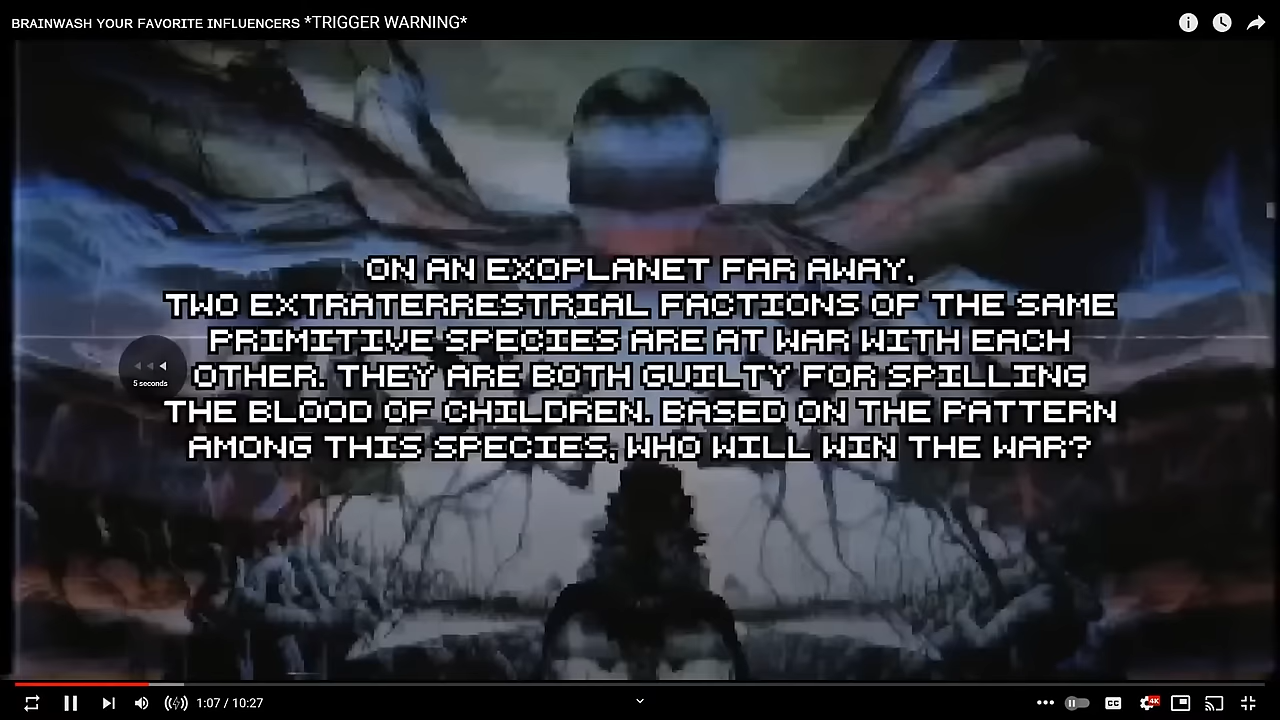 BRAINWASH YOUR FAVORITE INFLUENCERS *TRIGGER WARNING*
ON AN EXOPLANET FAR AWAY,
TWO EXTRATERRESTRIAL FACTIONS OF THE SAME
PRIMITIVE SPECIES ARE AT WAR WITH EACH
OTHER. THEY ARE BOTH GUILTY FOR SPILLING
THE BLOOD OF CHILDREN. BASED ON THE PATTERN
AMONG THIS SPECIES, WHO WILL WIN THE WAR?
5 seconds
1:07 / 10:27
CC
4K